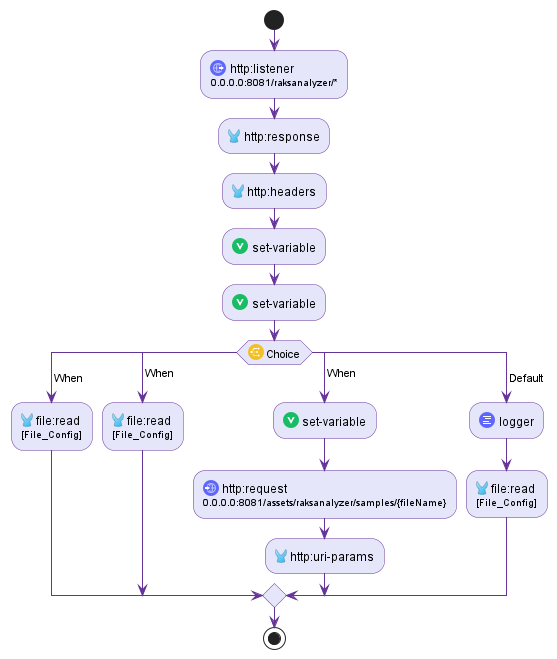 http:listener
0.0.0.0:8081/raksanalyzer/*
http:response
http:headers
set-variable
set-variable
Choice
When
When
When
Default
file:read
[File_Config]
file:read
[File_Config]
set-variable
logger
http:request
0.0.0.0:8081/assets/raksanalyzer/samples/{fileName}
file:read
[File_Config]
http:uri-params